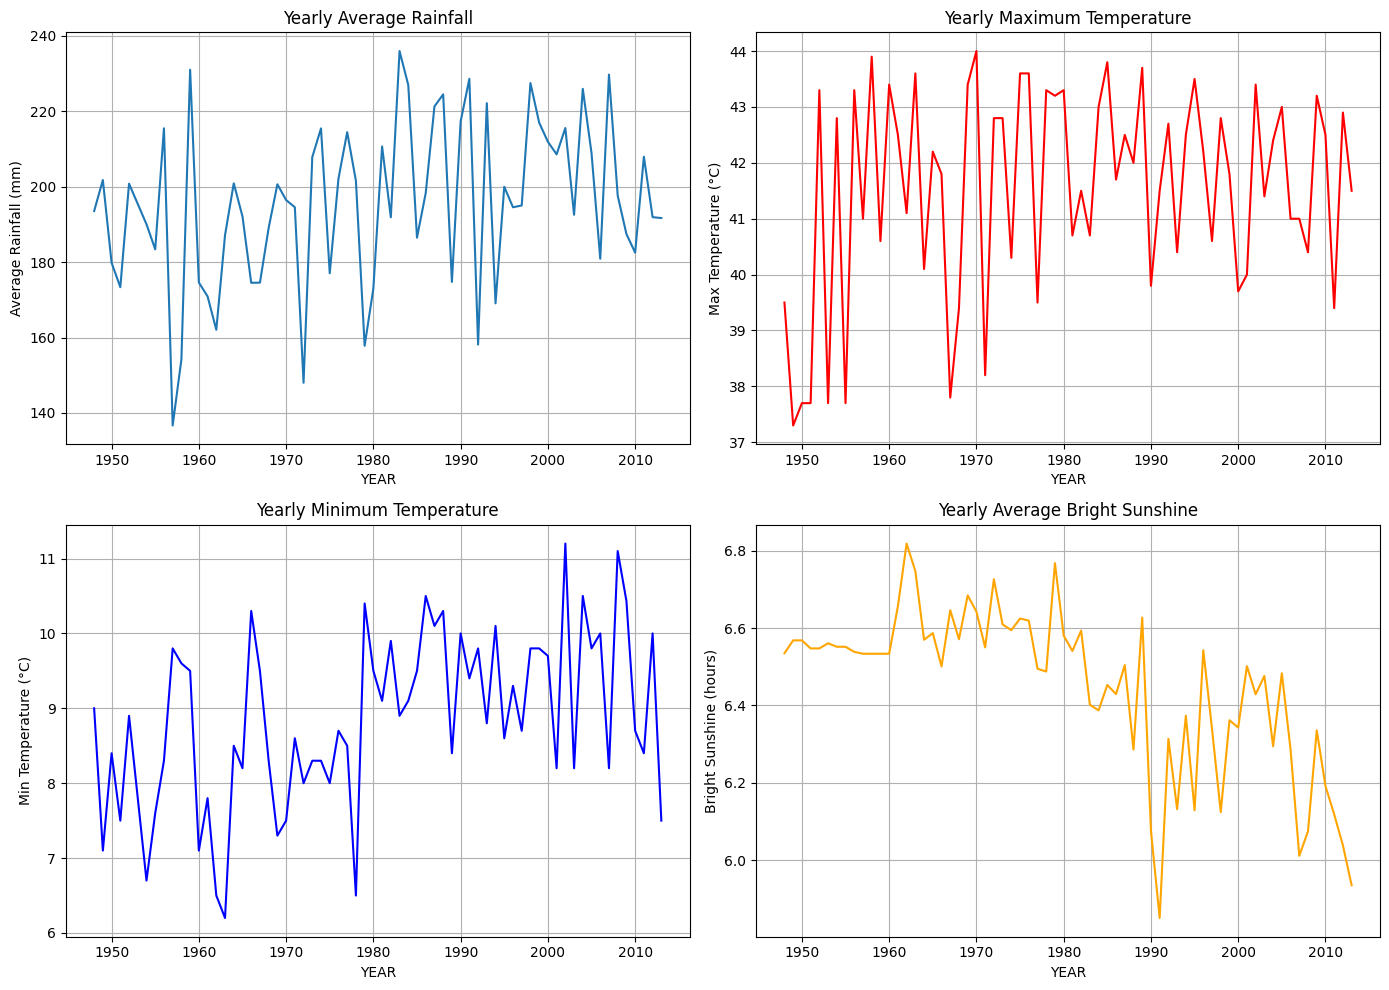 Yearly Average Rainfall
240
220
200
180
160
140
Average Rainfall (mm)
1950 1960 1970 1980 1990 2000 2010
YEAR
Yearly Maximum Temperature
44
43
42
41
40
39
38
37
Max Temperature (°C)
1950 1960 1970 1980 1990 2000 2010
YEAR
Yearly Minimum Temperature
11
10
9
8
7
6
Min Temperature (°C)
1950 1960 1970 1980 1990 2000 2010
YEAR
Yearly Average Bright Sunshine
6.8
6.6
6.4
6.2
6.0
Bright Sunshine (hours)
1950 1960 1970 1980 1990 2000 2010
YEAR